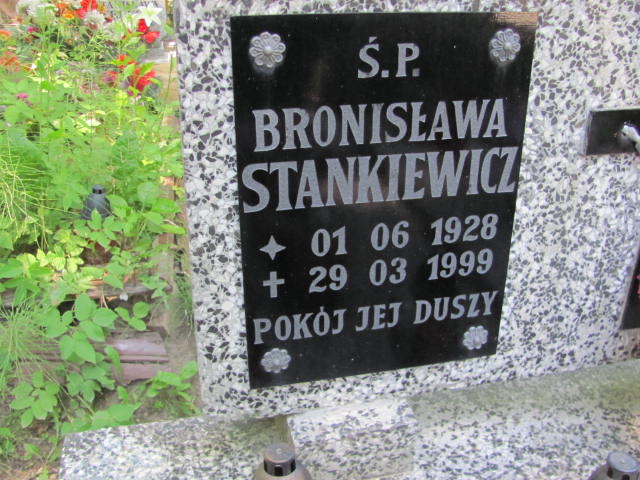 Ś.P.
BRONISŁAWA
STANKIEWICZ
01 06 1928
29 03 1999
POKÓJ JEJ DUSZY